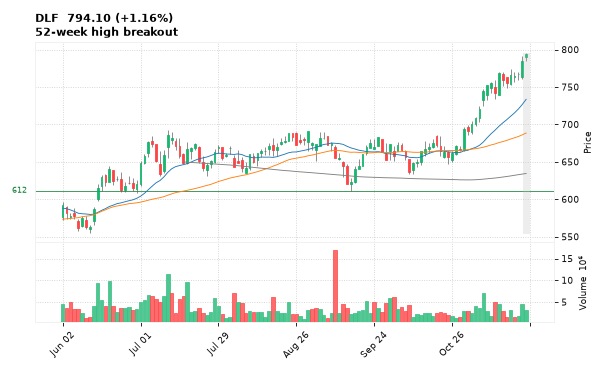 DLF 794.10 (+1.16%)
52-week high breakout
800
750
700
650
612
600
550
Price
15
10
5
Volume 10⁶
Jun 02
Jul 01
Jul 29
Aug 26
Sep 24
Oct 26